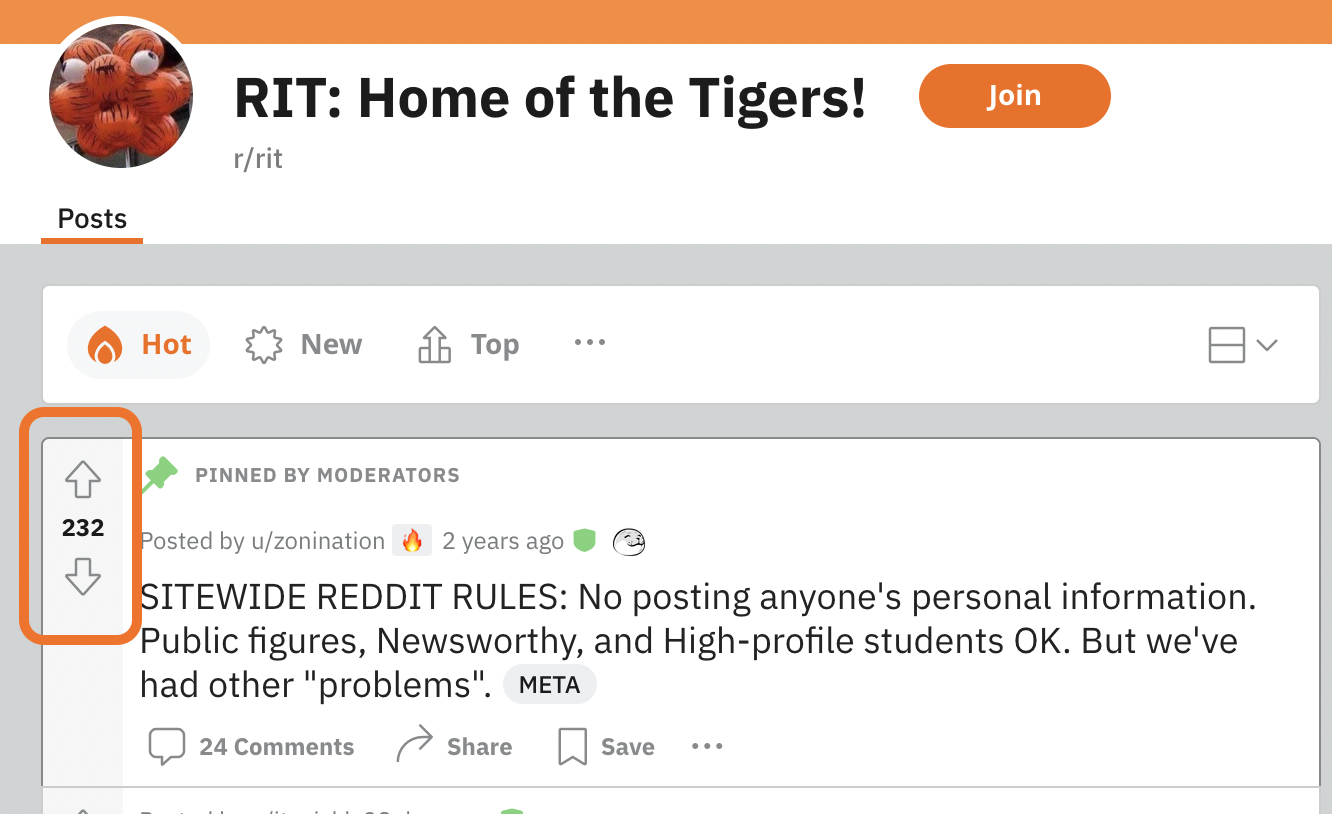 RIT: Home of the Tigers!
Join
r/rit
Posts
Hot
New
Top
232
PINNED BY MODERATORS
Posted by u/zonination 2 years ago
SITEWIDE REDDIT RULES: No posting anyone's personal information.
Public figures, Newsworthy, and High-profile students OK. But we've
had other "problems". META
24 Comments
Share
Save